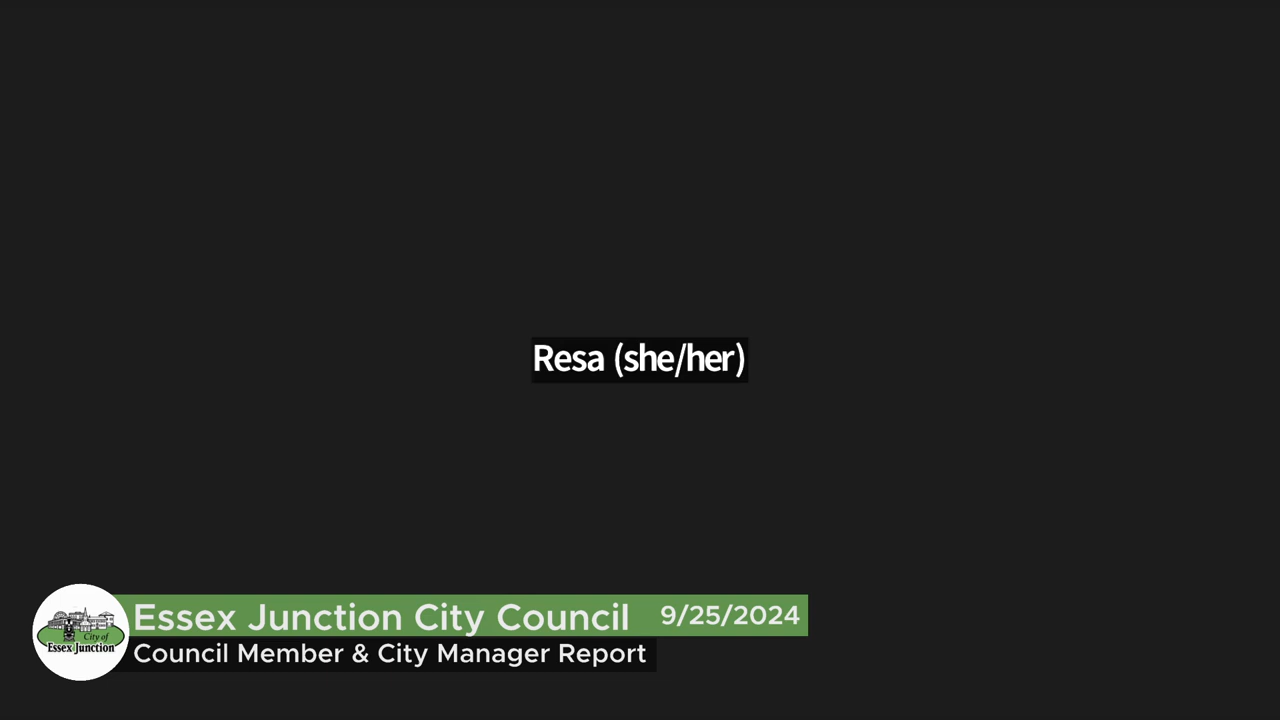 Resa (she/her)
Essex Junction City Council 9/25/2024
Council Member & City Manager Report
City of
Essex Junction